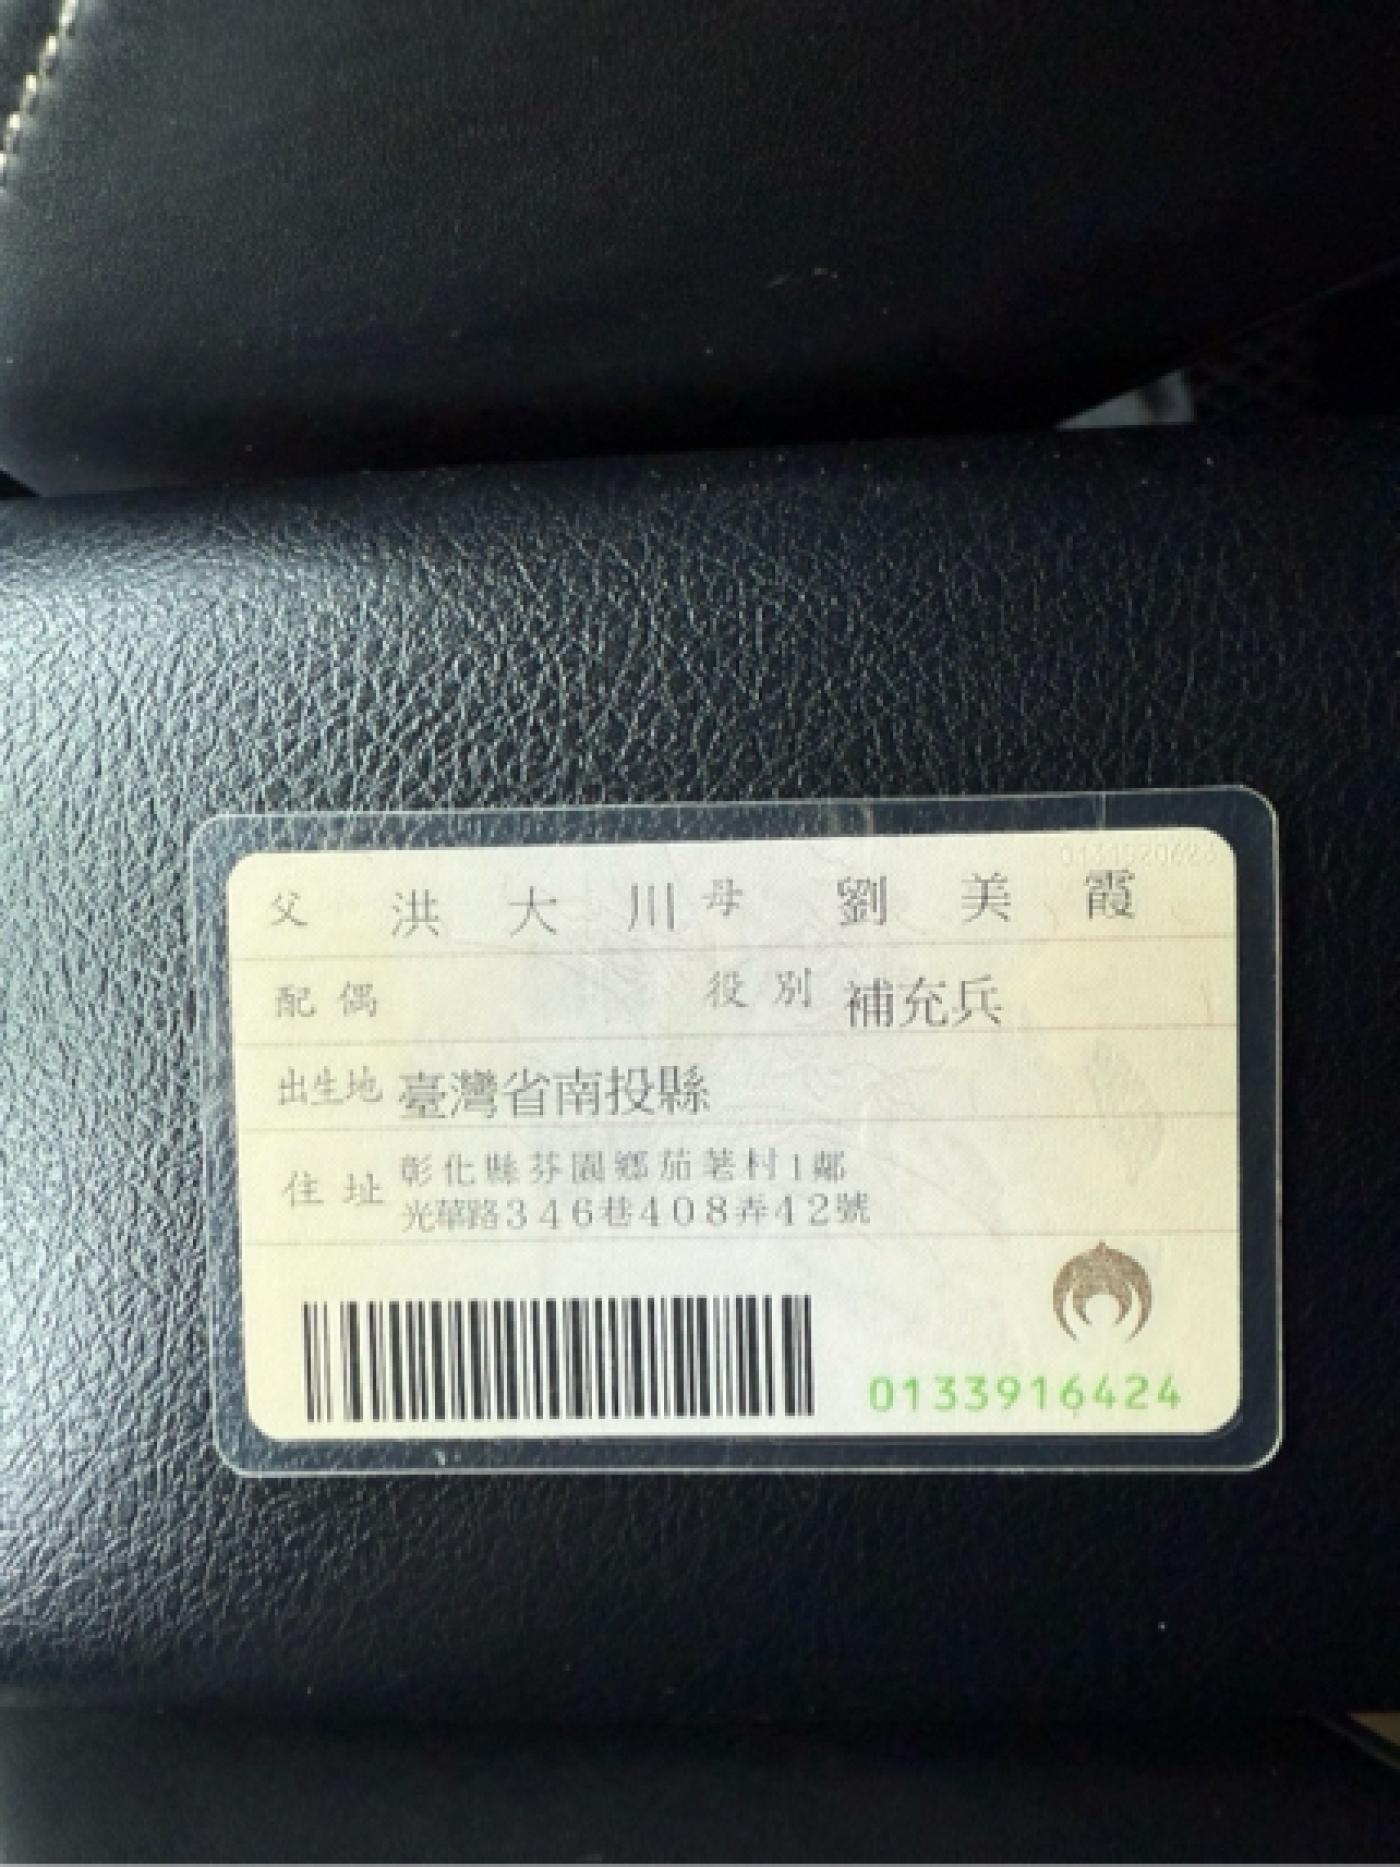 父 洪大川 母 劉美霞
配偶 役別 補充兵
出生地 臺灣省南投縣
住址 彰化縣芬園鄉茄荖村1鄰
光華路346巷408弄42號
0133916424